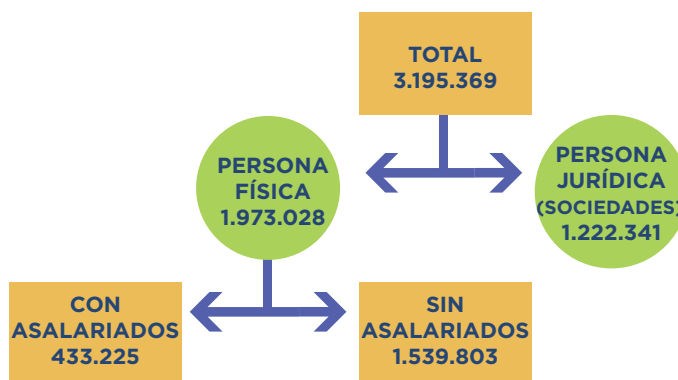 TOTAL
3.195.369
PERSONA
FÍSICA
1.973.028
PERSONA
JURÍDICA
(SOCIEDADES)
1.222.341
CON
ASALARIADOS
433.225
SIN
ASALARIADOS
1.539.803